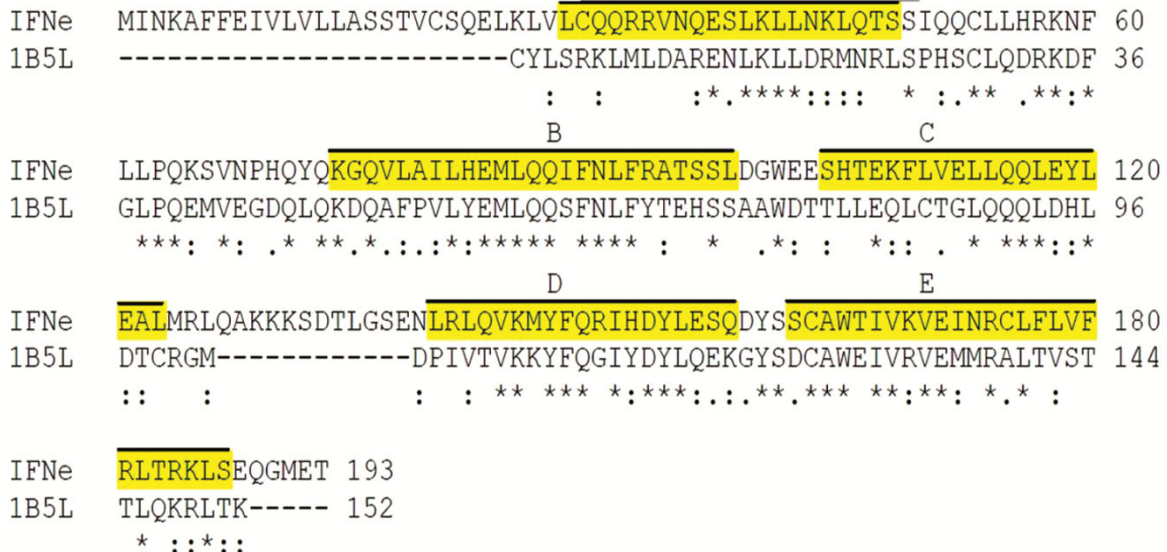 IFNe MINKAFFEIVLVLLASSTVCSQELKLVLCQQRRVNQESLKLLNKLQTSSIQQCLLHRKNF 60
1B5L ------------------------CYLSRKLMLDARENLKLLDRMNRLSPHSCLQDRKDF 36
: : :*.****:::: * :.** .**:*
B C
IFNe LLPQKSVNPHQYQKGQVLAILHEMLQQIFNLFRATSSLDGWEESHTEKFLVELLQQLEYL 120
1B5L GLPQEMVEGDQLQKDQAFPVLYEMLQQSFNLFYTEHSSAAWDTTLLEQLCTGLQQQLDHL 96
***: *: .* **.*.:.:*:***** **** : * .*: : *:: . * ***::*
D E
IFNe EALMRLQAKKKSDTLGSENLRLQVKMYFQRIHDYLESQDYSSCAWTIVKVEINRCLFLVF 180
1B5L DTCRGM------------DPIVTVKKYFQGIYDYLQEKGYSDCAWEIVRVEMMRALTVST 144
:: : : : ** *** *:***:.:.**.*** **:**: *.* :
IFNe RLTRKLSEQGMET 193
1B5L TLQKRLTK----- 152
* ::*::